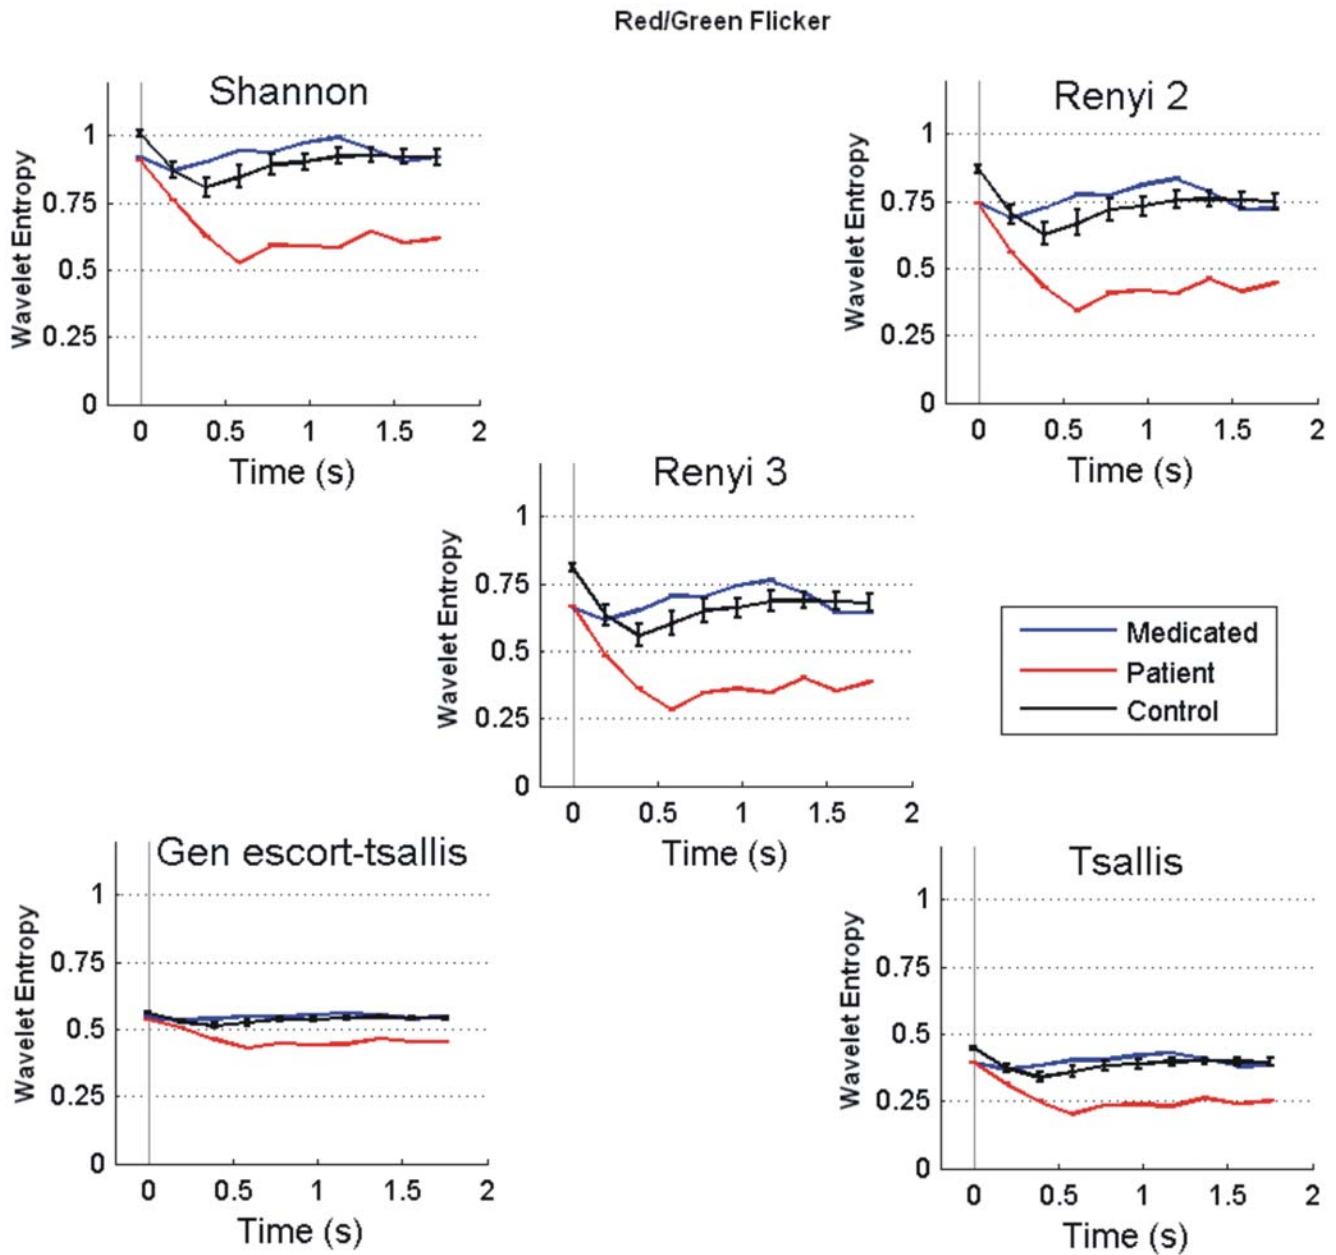 Red/Green Flicker
Shannon
Wavelet Entropy
1
0.75
0.5
0.25
0
0 0.5 1 1.5 2
Time (s)
Renyi 2
Wavelet Entropy
1
0.75
0.5
0.25
0
0 0.5 1 1.5 2
Time (s)
Renyi 3
Wavelet Entropy
1
0.75
0.5
0.25
0
0 0.5 1 1.5 2
Time (s)
Medicated
Patient
Control
Gen escort-tsallis
Wavelet Entropy
1
0.75
0.5
0.25
0
0 0.5 1 1.5 2
Time (s)
Tsallis
Wavelet Entropy
1
0.75
0.5
0.25
0
0 0.5 1 1.5 2
Time (s)